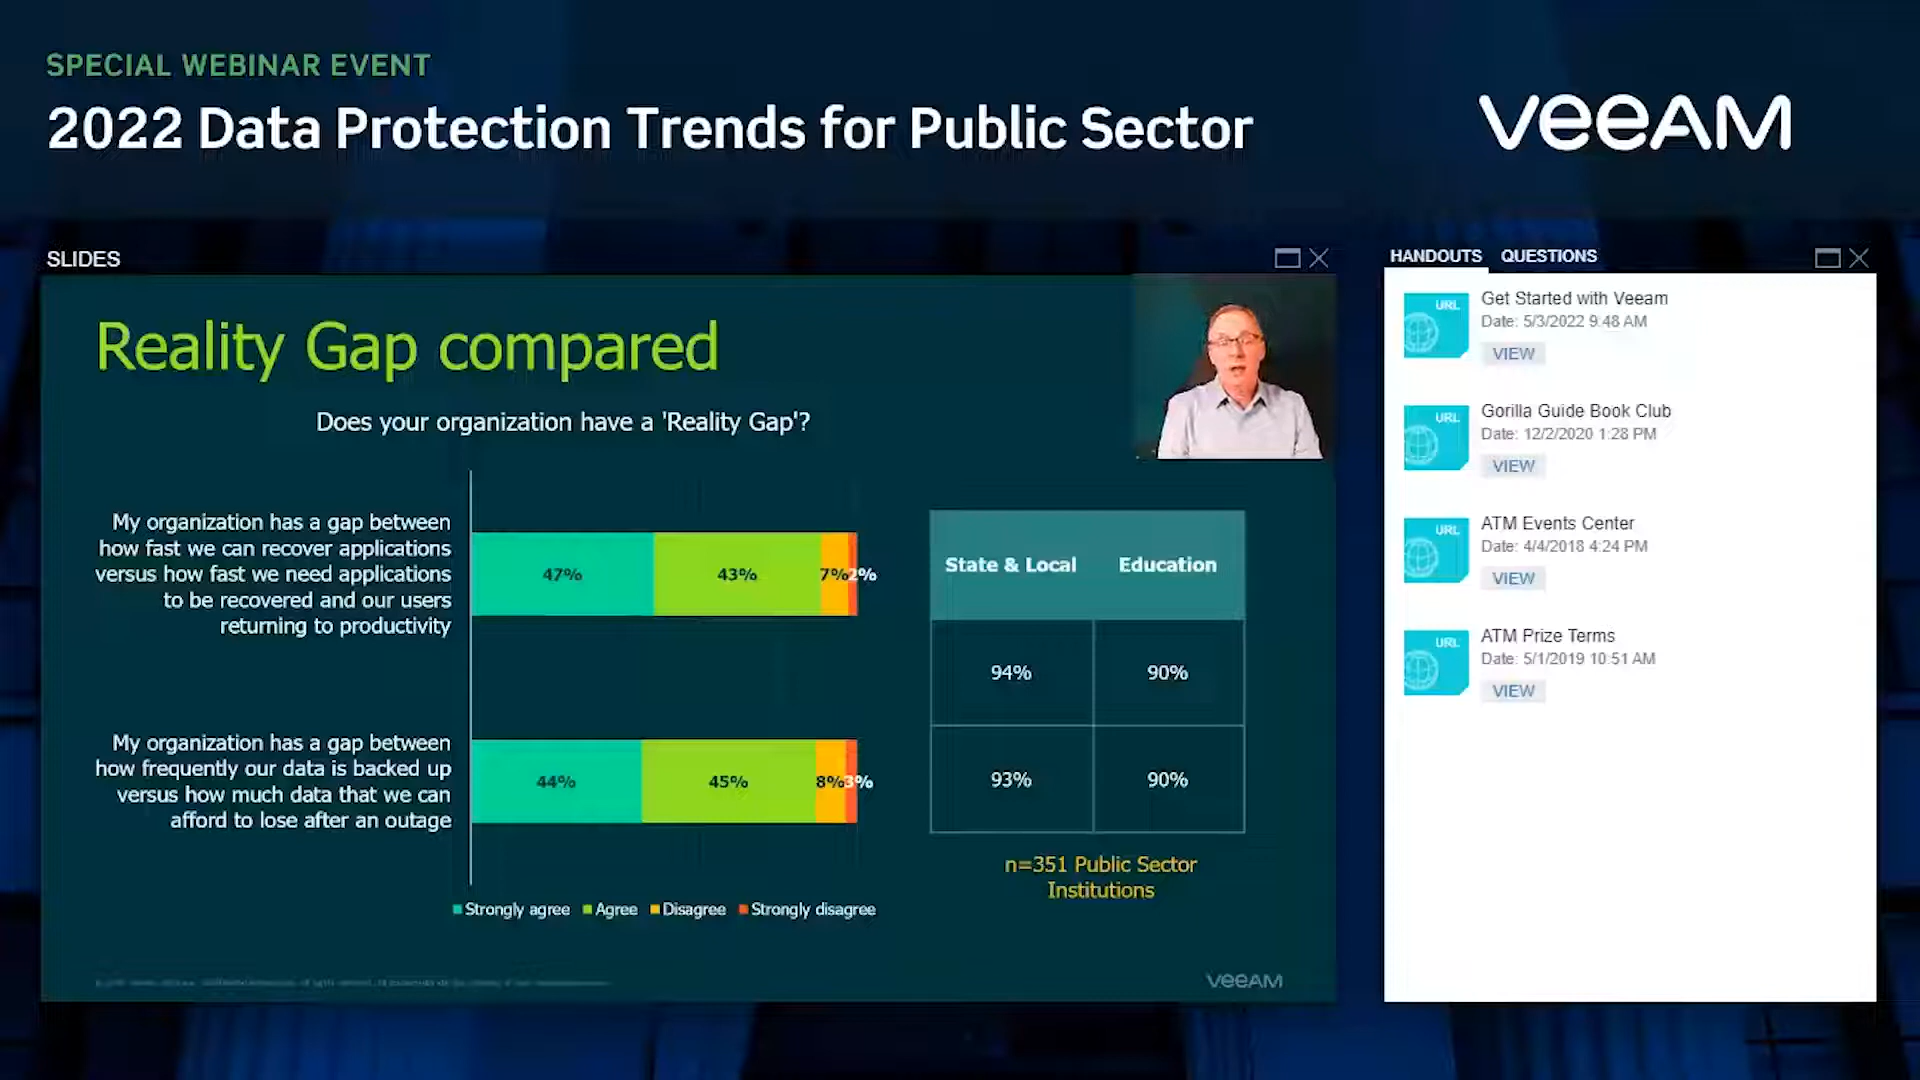 SPECIAL WEBINAR EVENT
2022 Data Protection Trends for Public Sector
veeAM
SLIDES
Reality Gap compared
Does your organization have a 'Reality Gap'?
My organization has a gap between
how fast we can recover applications
versus how fast we need applications
to be recovered and our users
returning to productivity
47% 43% 7% 2%
My organization has a gap between
how frequently our data is backed up
versus how much data that we can
afford to lose after an outage
44% 45% 8% 3%
Strongly agree Agree Disagree Strongly disagree
State & Local Education
94% 90%
93% 90%
n=351 Public Sector
Institutions
veeAM
HANDOUTS QUESTIONS
URL
Get Started with Veeam
Date: 5/3/2022 9:48 AM
VIEW
URL
Gorilla Guide Book Club
Date: 12/2/2020 1:28 PM
VIEW
URL
ATM Events Center
Date: 4/4/2018 4:24 PM
VIEW
URL
ATM Prize Terms
Date: 5/1/2019 10:51 AM
VIEW